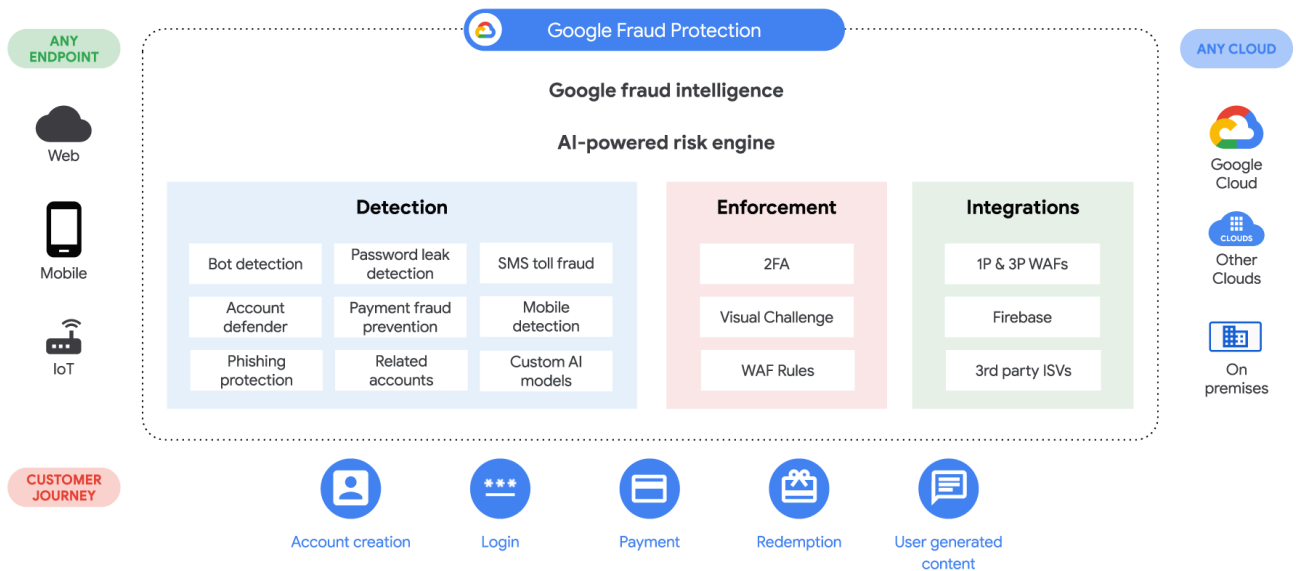 Google Fraud Protection
ANY
ENDPOINT
ANY CLOUD
Google fraud intelligence
AI-powered risk engine
Web
Mobile
IoT
Detection
Bot detection
Password leak
detection
SMS toll fraud
Account
defender
Payment fraud
prevention
Mobile
detection
Phishing
protection
Related
accounts
Custom AI
models
Enforcement
2FA
Visual Challenge
WAF Rules
Integrations
1P & 3P WAFs
Firebase
3rd party ISVs
Google
Cloud
CLOUDS
Other
Clouds
On
premises
CUSTOMER
JOURNEY
***
Account creation
Login
Payment
Redemption
User generated
content